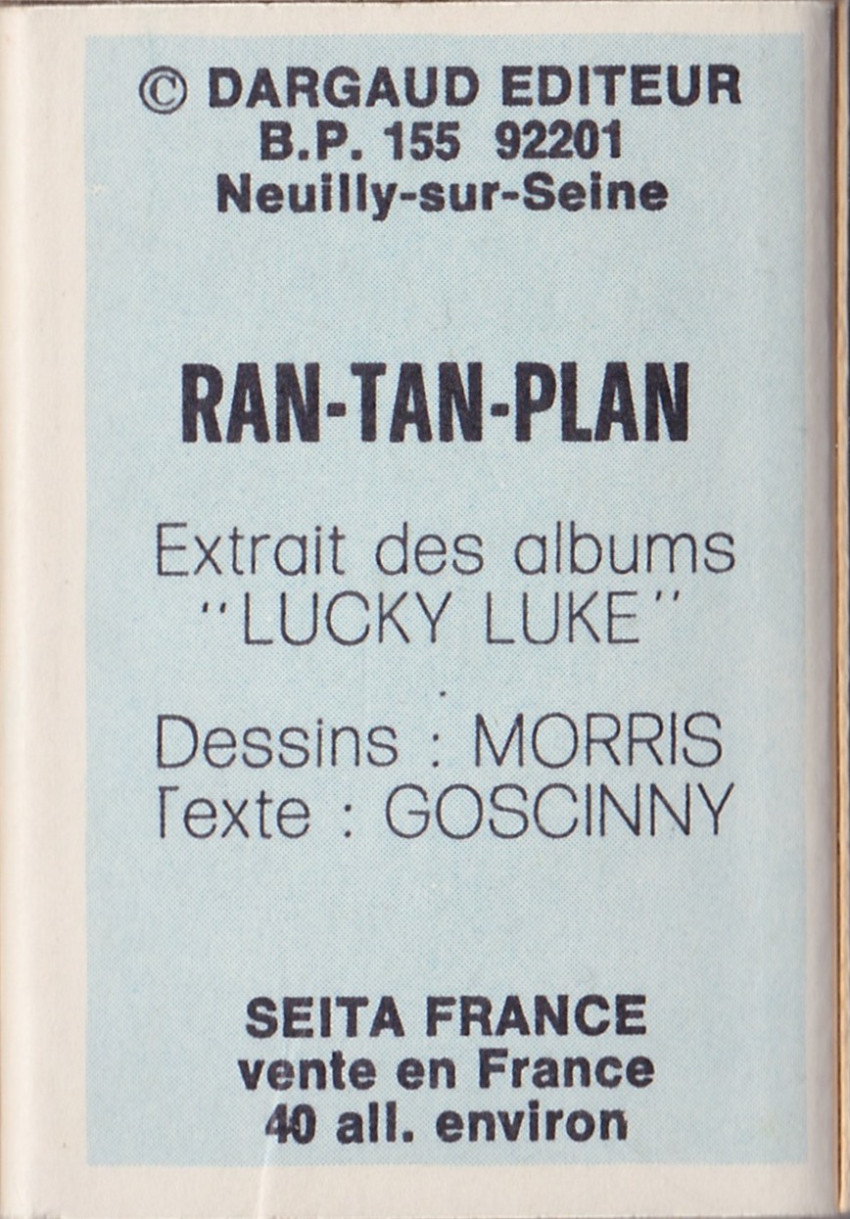 © DARGAUD EDITEUR
B.P. 155 92201
Neuilly-sur-Seine
RAN-TAN-PLAN
Extrait des albums
“LUCKY LUKE”
Dessins : MORRIS
Texte : GOSCINNY
SEITA FRANCE
vente en France
40 all. environ